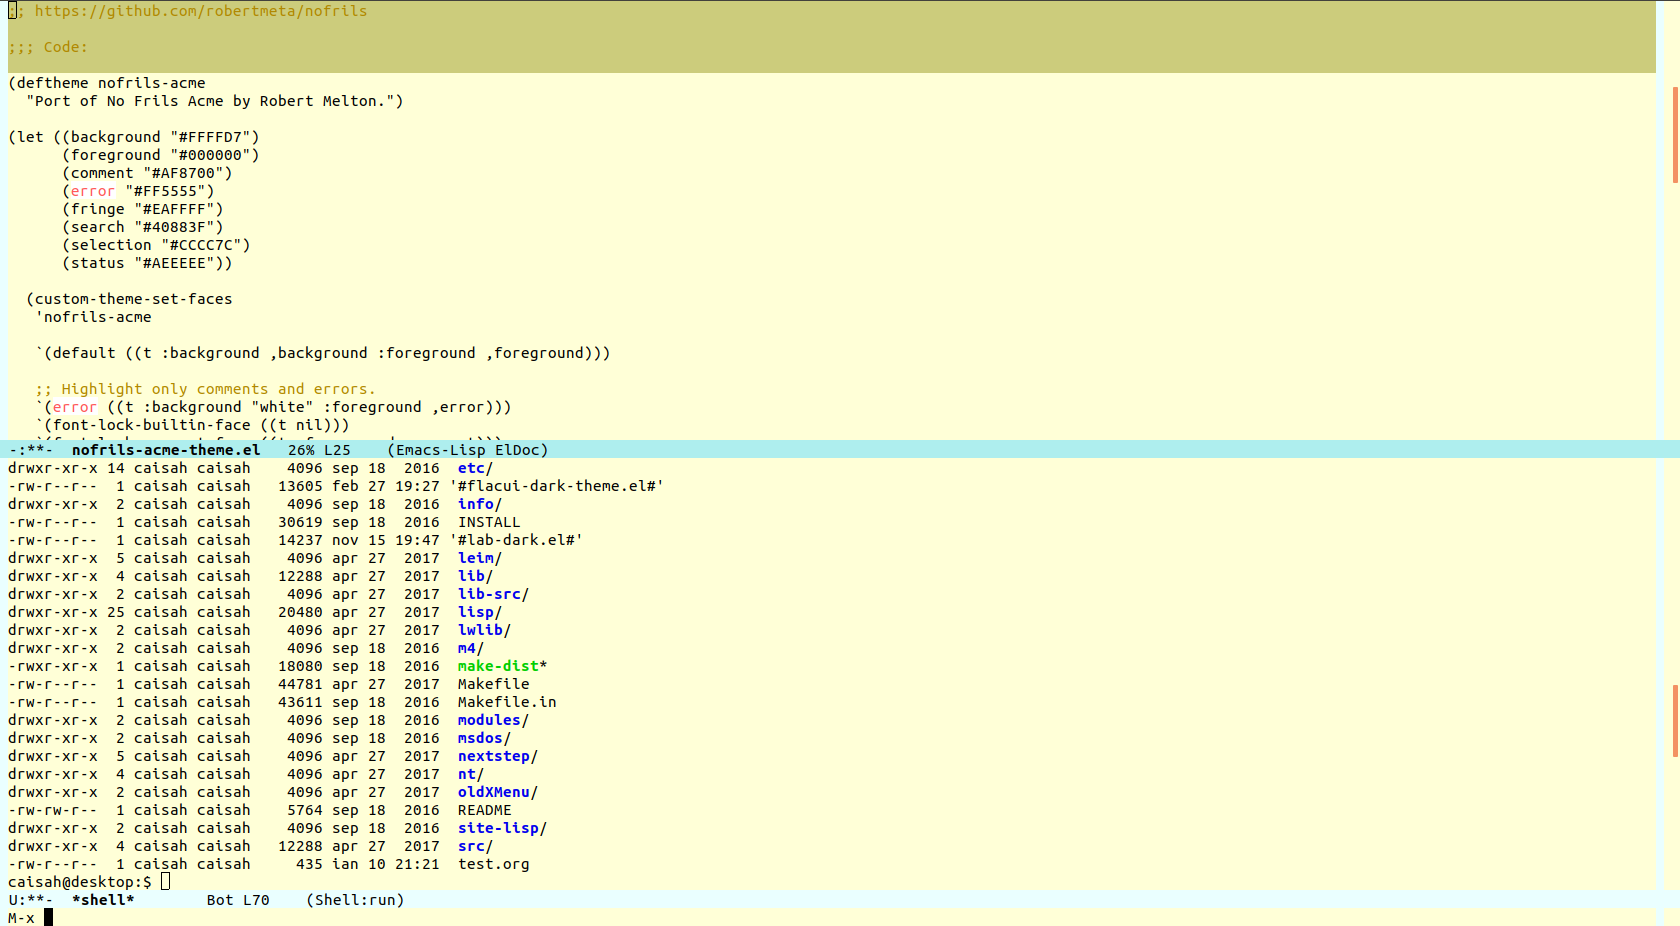 ;; https://github.com/robertmeta/nofrils
;;; Code:
(deftheme nofrils-acme
  "Port of No Frils Acme by Robert Melton.")
(let ((background "#FFFFD7")
      (foreground "#000000")
      (comment "#AF8700")
      (error "#FF5555")
      (fringe "#EAFFFF")
      (search "#40883F")
      (selection "#CCCC7C")
      (status "#AEEEEE"))
  (custom-theme-set-faces
   'nofrils-acme
   `(default ((t :background ,background :foreground ,foreground)))
   ;; Highlight only comments and errors.
   `(error ((t :background "white" :foreground ,error)))
   `(font-lock-builtin-face ((t nil)))
-:**-  nofrils-acme-theme.el   26% L25    (Emacs-Lisp ElDoc)
drwxr-xr-x 14 caisah caisah    4096 sep 18  2016  etc/
-rw-r--r--  1 caisah caisah   13605 feb 27 19:27 '#flacui-dark-theme.el#'
drwxr-xr-x  2 caisah caisah    4096 sep 18  2016  info/
-rw-r--r--  1 caisah caisah   30619 sep 18  2016  INSTALL
-rw-r--r--  1 caisah caisah   14237 nov 15 19:47 '#lab-dark.el#'
drwxr-xr-x  5 caisah caisah    4096 apr 27  2017  leim/
drwxr-xr-x  4 caisah caisah   12288 apr 27  2017  lib/
drwxr-xr-x  2 caisah caisah    4096 apr 27  2017  lib-src/
drwxr-xr-x 25 caisah caisah   20480 apr 27  2017  lisp/
drwxr-xr-x  2 caisah caisah    4096 apr 27  2017  lwlib/
drwxr-xr-x  2 caisah caisah    4096 sep 18  2016  m4/
-rwxr-xr-x  1 caisah caisah   18080 sep 18  2016  make-dist*
-rw-r--r--  1 caisah caisah   44781 apr 27  2017  Makefile
-rw-r--r--  1 caisah caisah   43611 sep 18  2016  Makefile.in
drwxr-xr-x  2 caisah caisah    4096 sep 18  2016  modules/
drwxr-xr-x  2 caisah caisah    4096 sep 18  2016  msdos/
drwxr-xr-x  5 caisah caisah    4096 apr 27  2017  nextstep/
drwxr-xr-x  4 caisah caisah    4096 apr 27  2017  nt/
drwxr-xr-x  2 caisah caisah    4096 apr 27  2017  oldXMenu/
-rw-rw-r--  1 caisah caisah    5764 sep 18  2016  README
drwxr-xr-x  2 caisah caisah    4096 sep 18  2016  site-lisp/
drwxr-xr-x  4 caisah caisah   12288 apr 27  2017  src/
-rw-r--r--  1 caisah caisah     435 ian 10 21:21  test.org
caisah@desktop:$
U:**-  *shell*        Bot L70    (Shell:run)
M-x